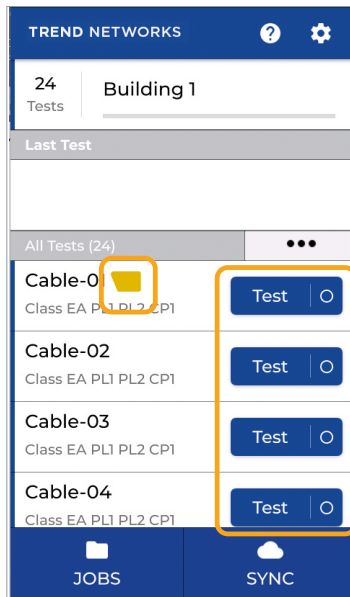 TREND NETWORKS
24
Tests
Building 1
Last Test
All Tests (24)
Cable-01
Class EA PL1 PL2 CP1
Test
Cable-02
Class EA PL1 PL2 CP1
Test
Cable-03
Class EA PL1 PL2 CP1
Test
Cable-04
Class EA PL1 PL2 CP1
Test
JOBS
SYNC